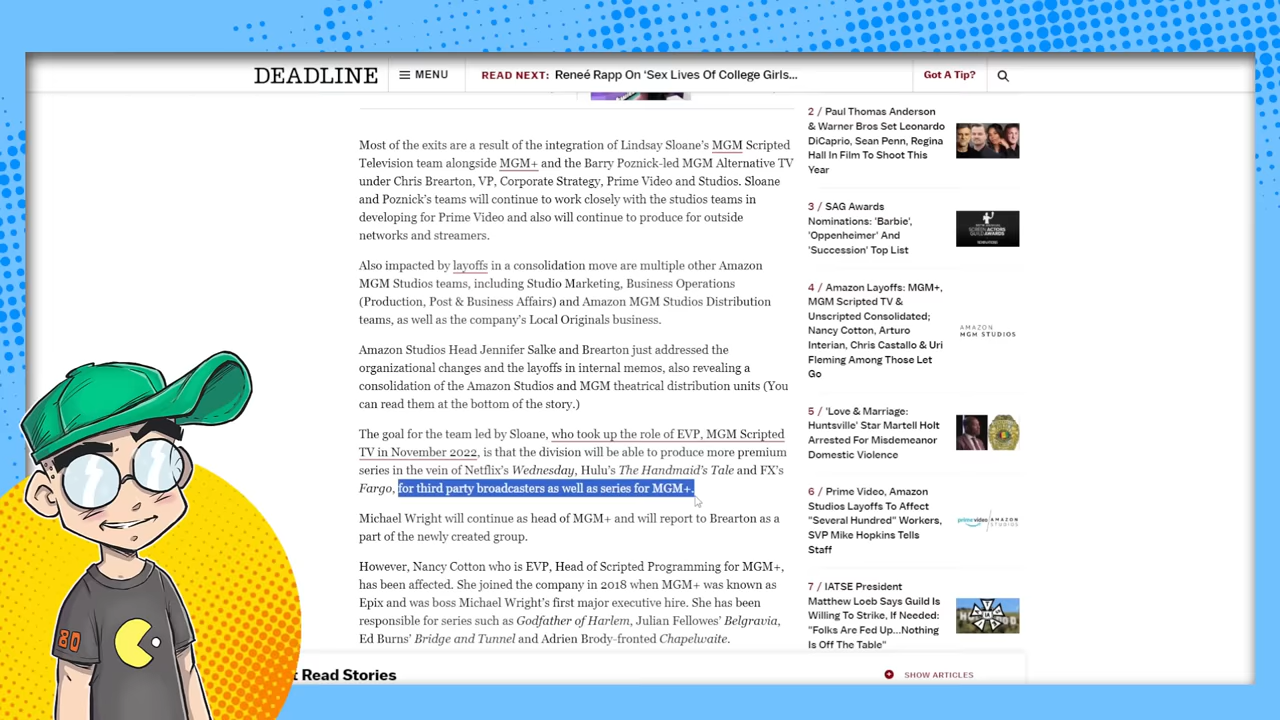 DEADLINE
MENU
READ NEXT: Reneé Rapp On ‘Sex Lives Of College Girls...
Got A Tip?
Most of the exits are a result of the integration of Lindsay Sloane’s MGM Scripted
Television team alongside MGM+ and the Barry Poznick-led MGM Alternative TV
under Chris Brearton, VP, Corporate Strategy, Prime Video and Studios. Sloane
and Poznick’s teams will continue to work closely with the studios teams in
developing for Prime Video and also will continue to produce for outside
networks and streamers.
Also impacted by layoffs in a consolidation move are multiple other Amazon
MGM Studios teams, including Studio Marketing, Business Operations
(Production, Post & Business Affairs) and Amazon MGM Studios Distribution
teams, as well as the company’s Local Originals business.
Amazon Studios Head Jennifer Salke and Brearton just addressed the
organizational changes and the layoffs in internal memos, also revealing a
consolidation of the Amazon Studios and MGM theatrical distribution units (You
can read them at the bottom of the story.)
The goal for the team led by Sloane, who took up the role of EVP, MGM Scripted
TV in November 2022, is that the division will be able to produce more premium
series in the vein of Netflix’s Wednesday, Hulu’s The Handmaid’s Tale and FX’s
Fargo, for third party broadcasters as well as series for MGM+.
Michael Wright will continue as head of MGM+ and will report to Brearton as a
part of the newly created group.
However, Nancy Cotton who is EVP, Head of Scripted Programming for MGM+,
has been affected. She joined the company in 2018 when MGM+ was known as
Epix and was boss Michael Wright’s first major executive hire. She has been
responsible for series such as Godfather of Harlem, Julian Fellowes’ Belgravia,
Ed Burns’ Bridge and Tunnel and Adrien Brody-fronted Chapelwaite.
2 / Paul Thomas Anderson
& Warner Bros Set Leonardo
DiCaprio, Sean Penn, Regina
Hall In Film To Shoot This
Year
3 / SAG Awards
Nominations: ‘Barbie’,
‘Oppenheimer’ And
‘Succession’ Top List
4 / Amazon Layoffs: MGM+,
MGM Scripted TV &
Unscripted Consolidated;
Nancy Cotton, Arturo
Interian, Chris Castallo & Uri
Fleming Among Those Let
Go
AMAZON
MGM STUDIOS
5 / ‘Love & Marriage:
Huntsville’ Star Martell Holt
Arrested For Misdemeanor
Domestic Violence
6 / Prime Video, Amazon
Studios Layoffs To Affect
“Several Hundred” Workers,
SVP Mike Hopkins Tells
Staff
prime video
AMAZON
STUDIOS
7 / IATSE President
Matthew Loeb Says Guild Is
Willing To Strike, If Needed:
“Folks Are Fed Up...Nothing
Is Off The Table”
t Read Stories
SHOW ARTICLES
80